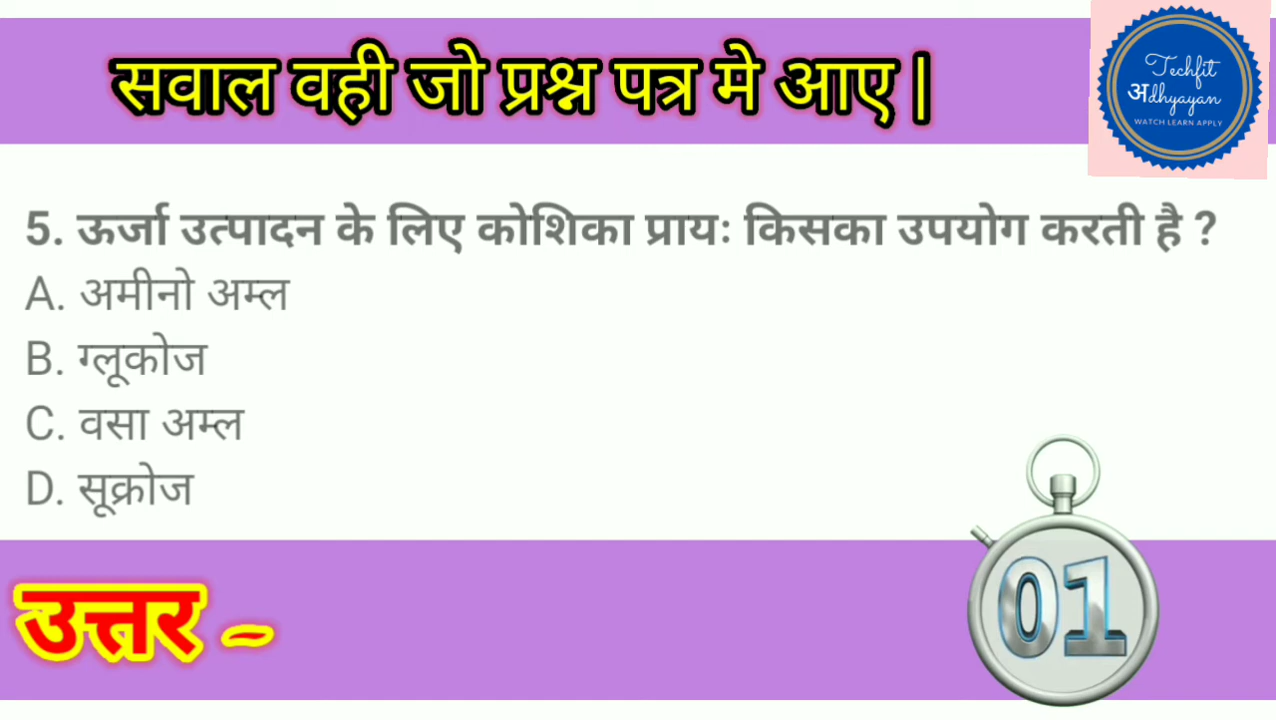 सवाल वही जो प्रश्न पत्र मे आए |
Techfit
अdhyayan
WATCH LEARN APPLY
5. ऊर्जा उत्पादन के लिए कोशिका प्रायः किसका उपयोग करती है ?
A. अमीनो अम्ल
B. ग्लूकोज
C. वसा अम्ल
D. सूक्रोज
उत्तर -
01